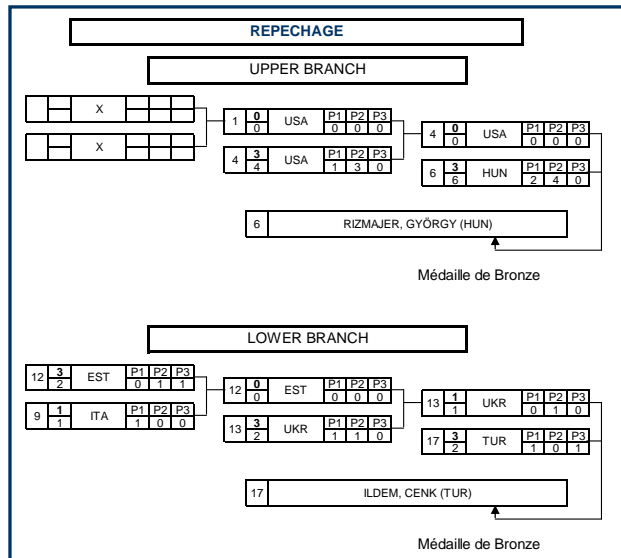 REPECHAGE
UPPER BRANCH
X
X
1 0 0 USA P1 P2 P3 0 0 0
4 3 4 USA P1 P2 P3 1 3 0
4 0 0 USA P1 P2 P3 0 0 0
6 3 6 HUN P1 P2 P3 2 4 0
6 RIZMAJER, GYÖRGY (HUN)
Médaille de Bronze
LOWER BRANCH
12 3 2 EST P1 P2 P3 0 1 1
9 1 1 ITA P1 P2 P3 1 0 0
12 0 0 EST P1 P2 P3 0 0 0
13 3 2 UKR P1 P2 P3 1 1 0
13 1 1 UKR P1 P2 P3 0 1 0
17 3 2 TUR P1 P2 P3 1 0 1
17 ILDEM, CENK (TUR)
Médaille de Bronze